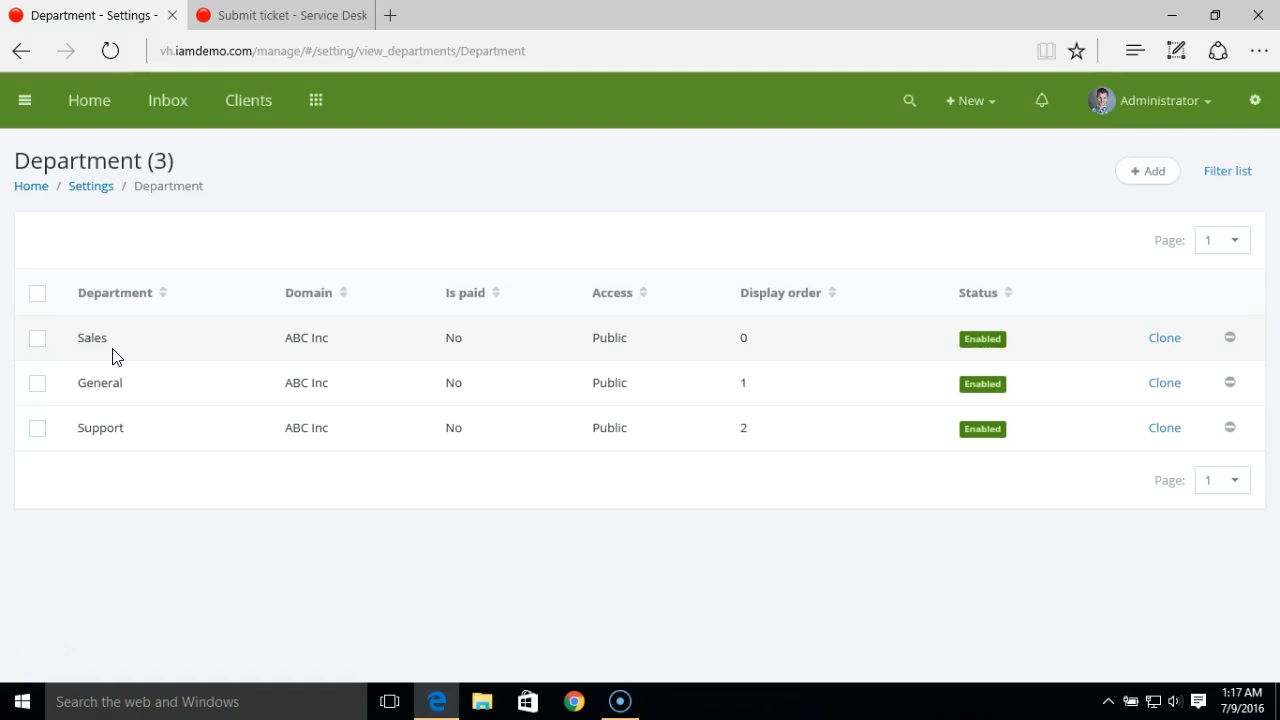 Department - Settings -
Submit ticket - Service Desk
vh.iamdemo.com/manage/#/setting/view_departments/Department
Home Inbox Clients + New Administrator
Department (3)
Home / Settings / Department
+ Add Filter list
Page: 1
Department Domain Is paid Access Display order Status
Sales ABC Inc No Public 0 Enabled Clone
General ABC Inc No Public 1 Enabled Clone
Support ABC Inc No Public 2 Enabled Clone
Page: 1
Search the web and Windows
1:17 AM
7/9/2016